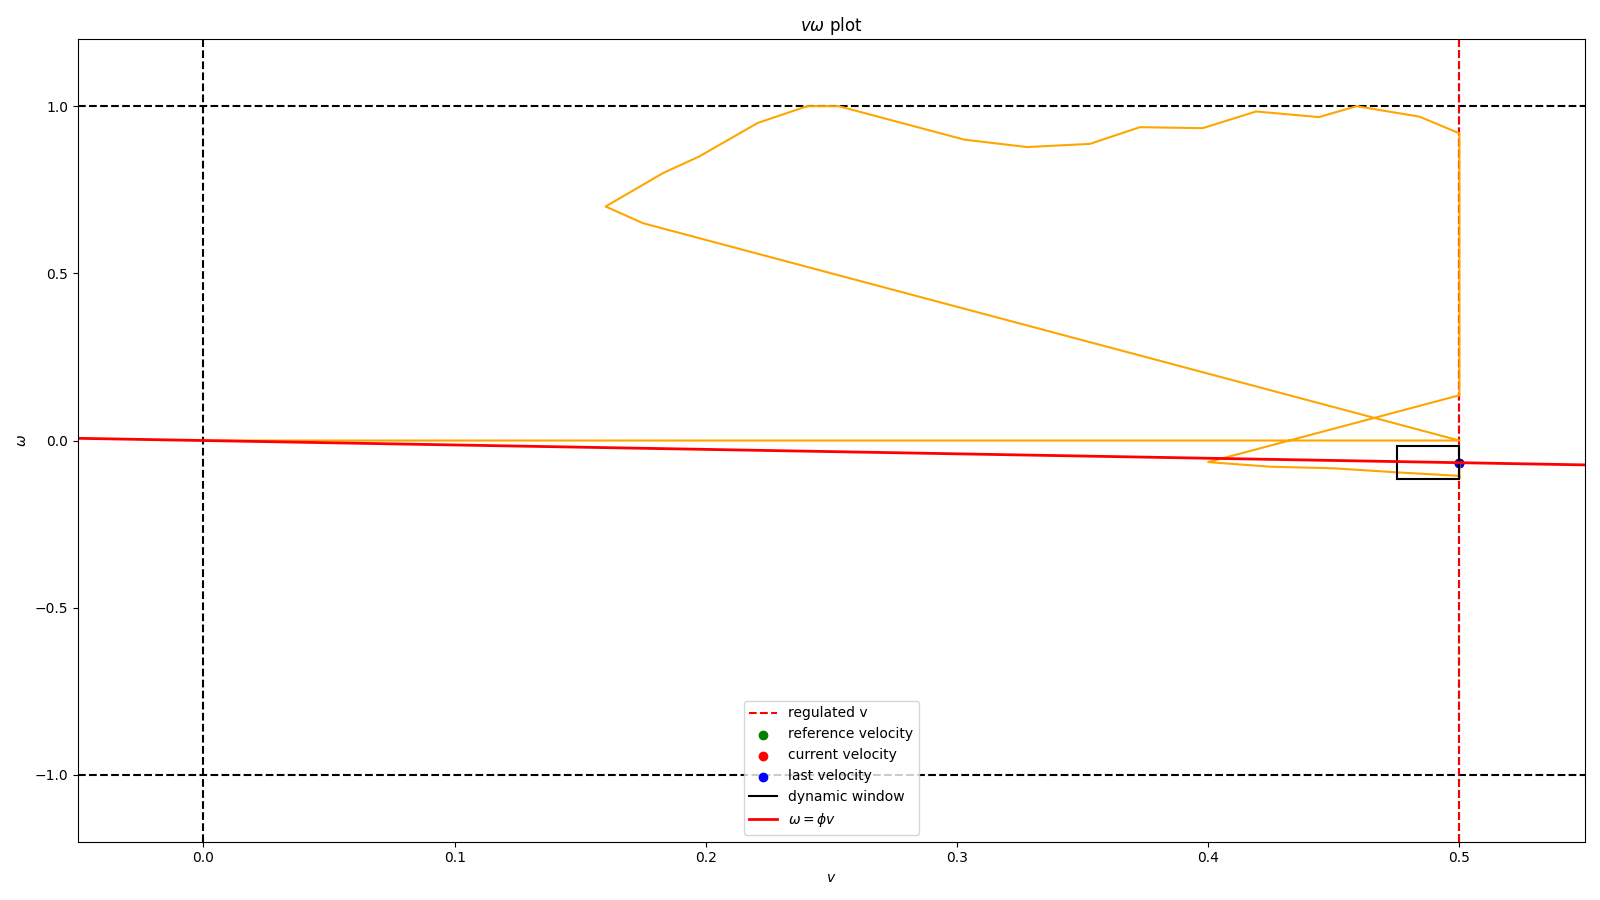 vω plot
1.0
0.5
0.0
−0.5
−1.0
ω
0.0
0.1
0.2
0.3
0.4
0.5
v
regulated v
reference velocity
current velocity
last velocity
dynamic window
ω = ϕv